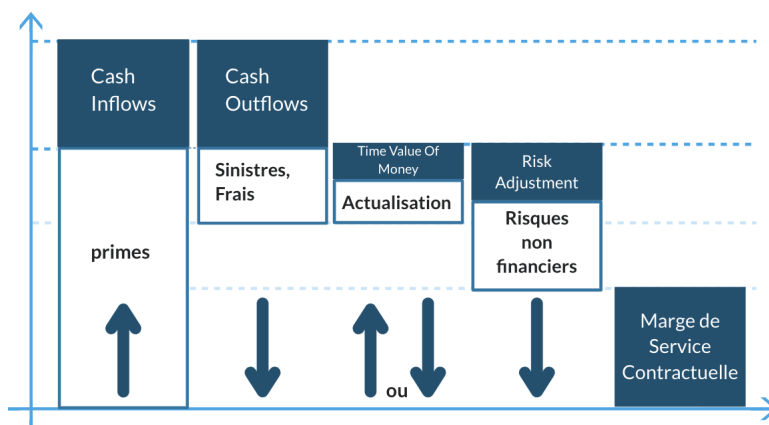 Cash
Inflows
primes
Cash
Outflows
Sinistres,
Frais
Time Value Of
Money
Actualisation
ou
Risk
Adjustment
Risques
non
financiers
Marge de
Service
Contractuelle